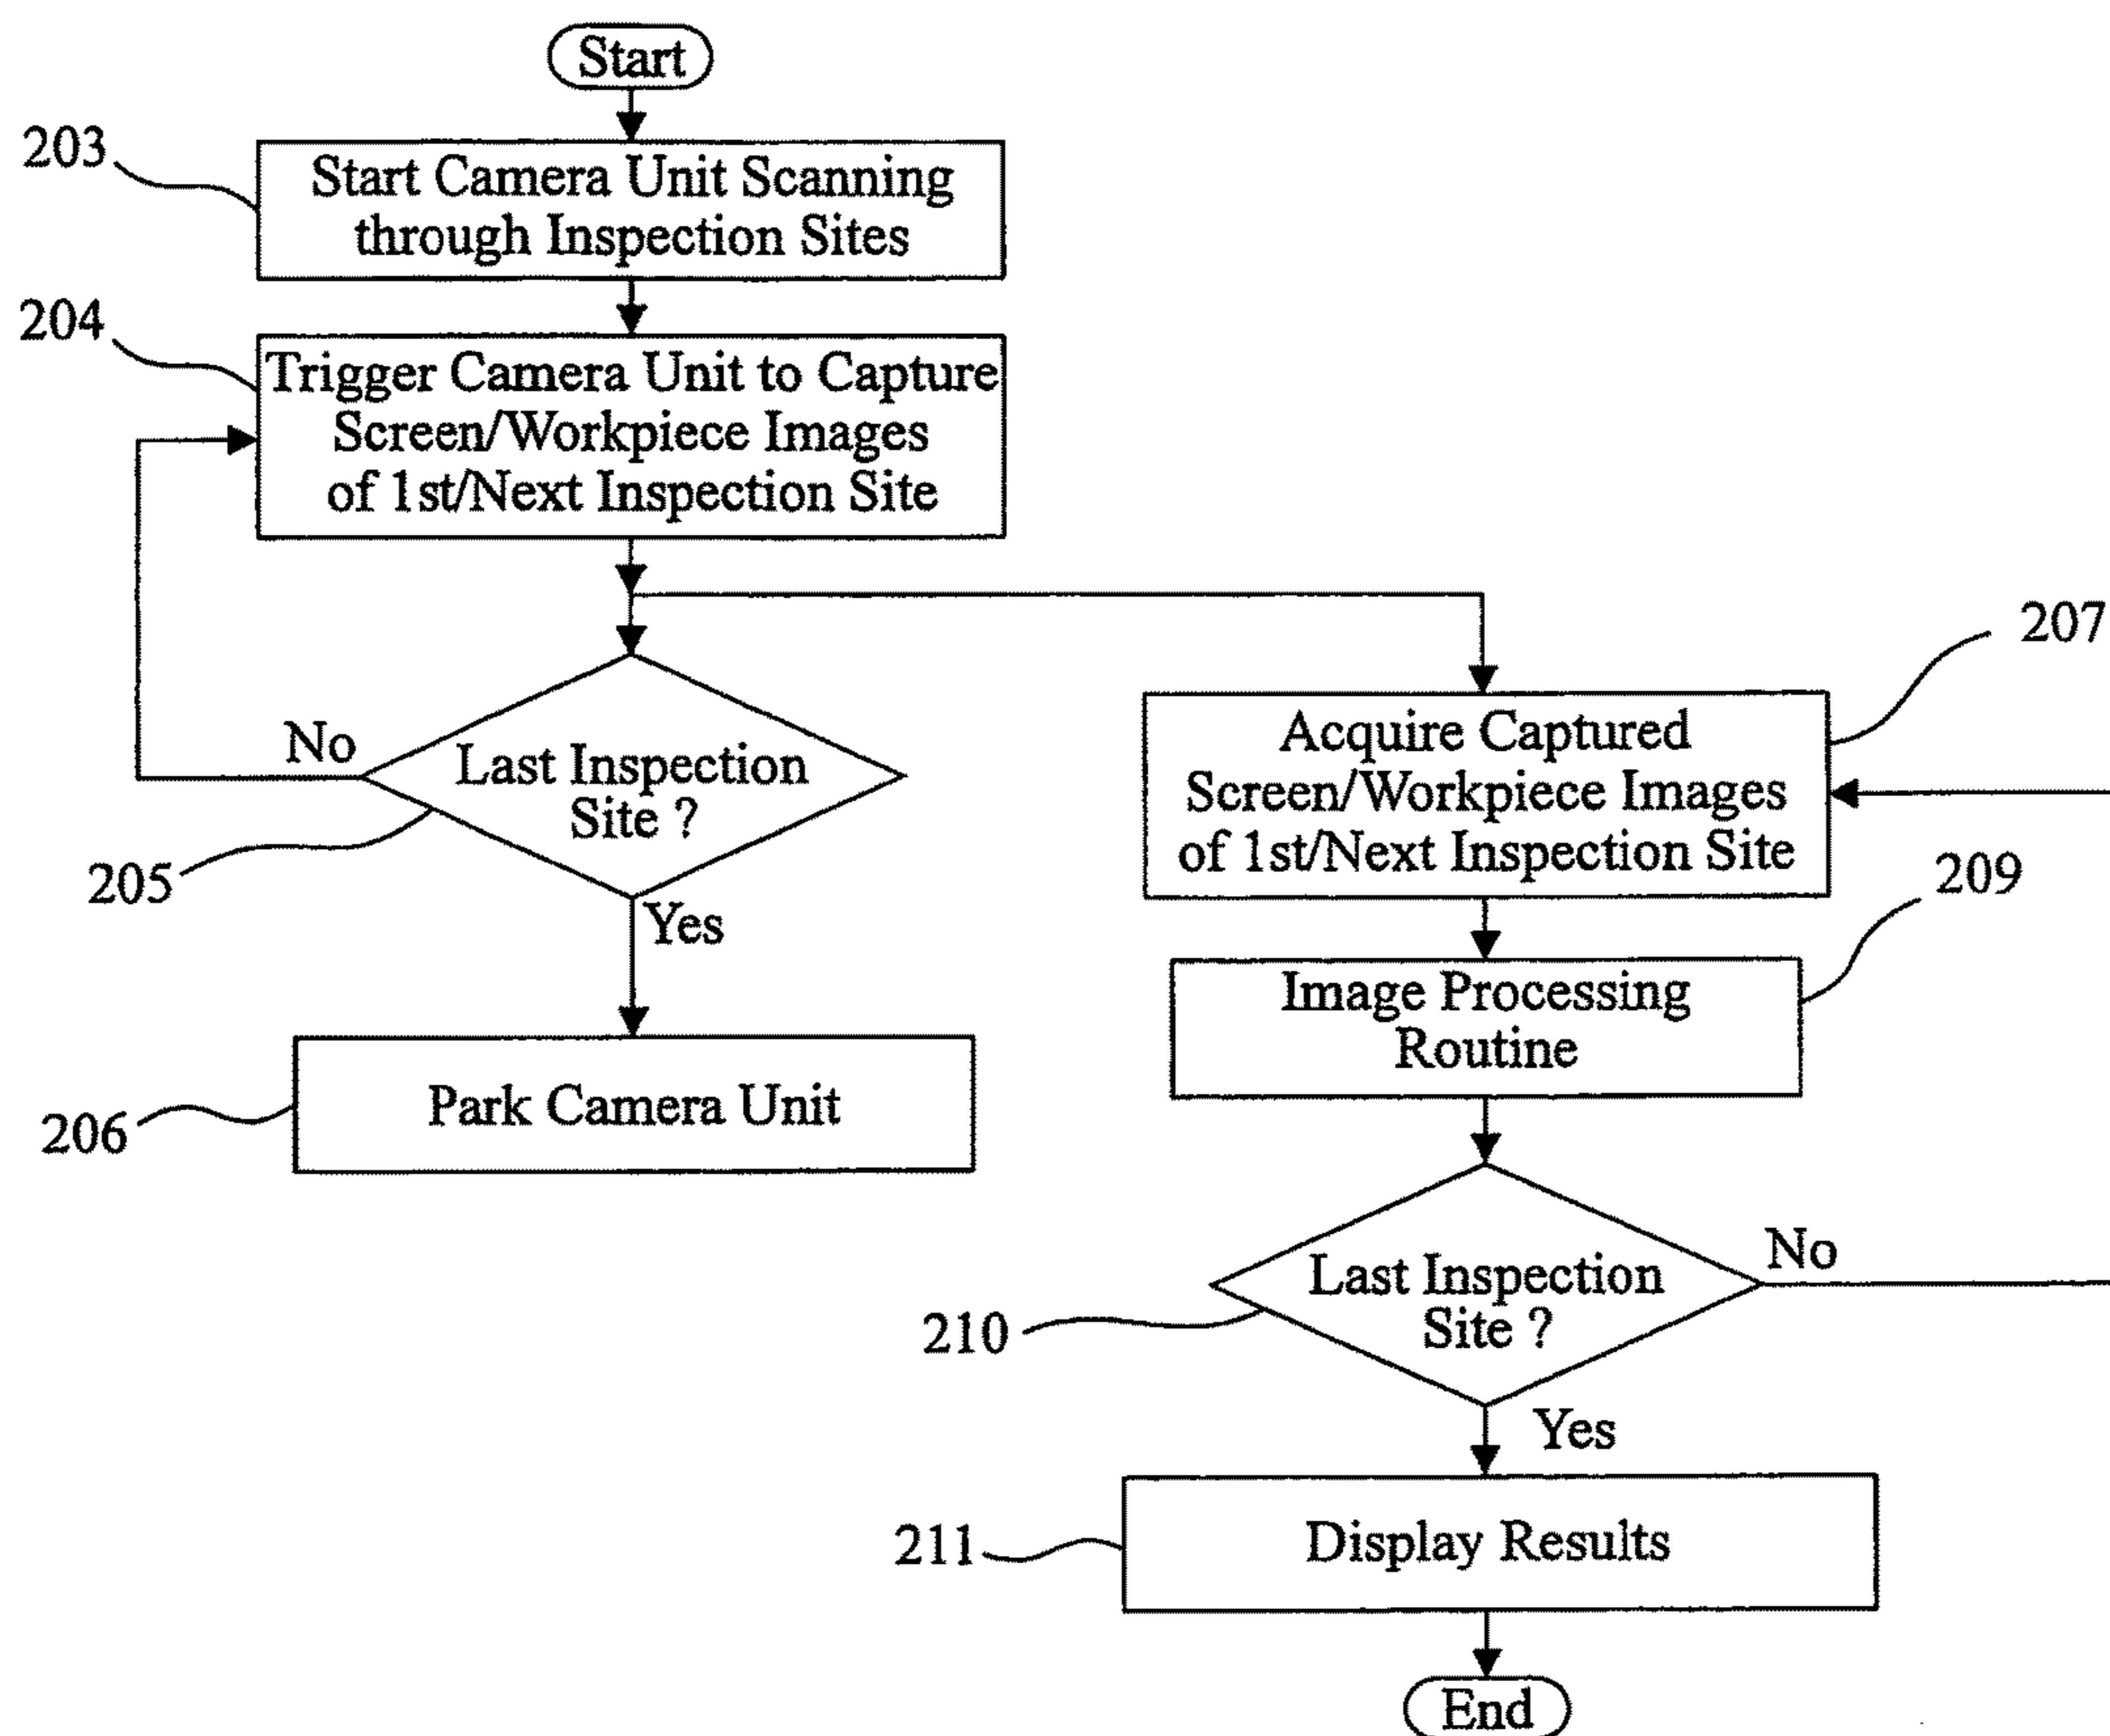 Start
203
Start Camera Unit Scanning
through Inspection Sites
204
Trigger Camera Unit to Capture
Screen/Workpiece Images
of 1st/Next Inspection Site
No
Last Inspection
Site ?
205
Yes
Park Camera Unit
206
207
Acquire Captured
Screen/Workpiece Images
of 1st/Next Inspection Site
209
Image Processing
Routine
No
Last Inspection
Site ?
210
Yes
211
Display Results
End